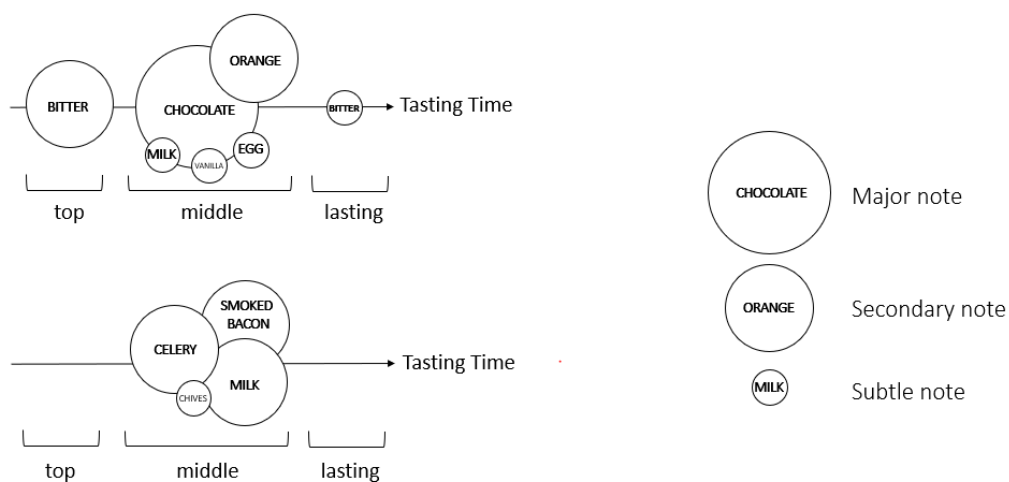 ORANGE
BITTER
CHOCOLATE
BITTER
Tasting Time
MILK
VANILLA
EGG
top
middle
lasting
SMOKED
BACON
CELERY
Tasting Time
MILK
CHIVES
top
middle
lasting
CHOCOLATE
Major note
ORANGE
Secondary note
MILK
Subtle note